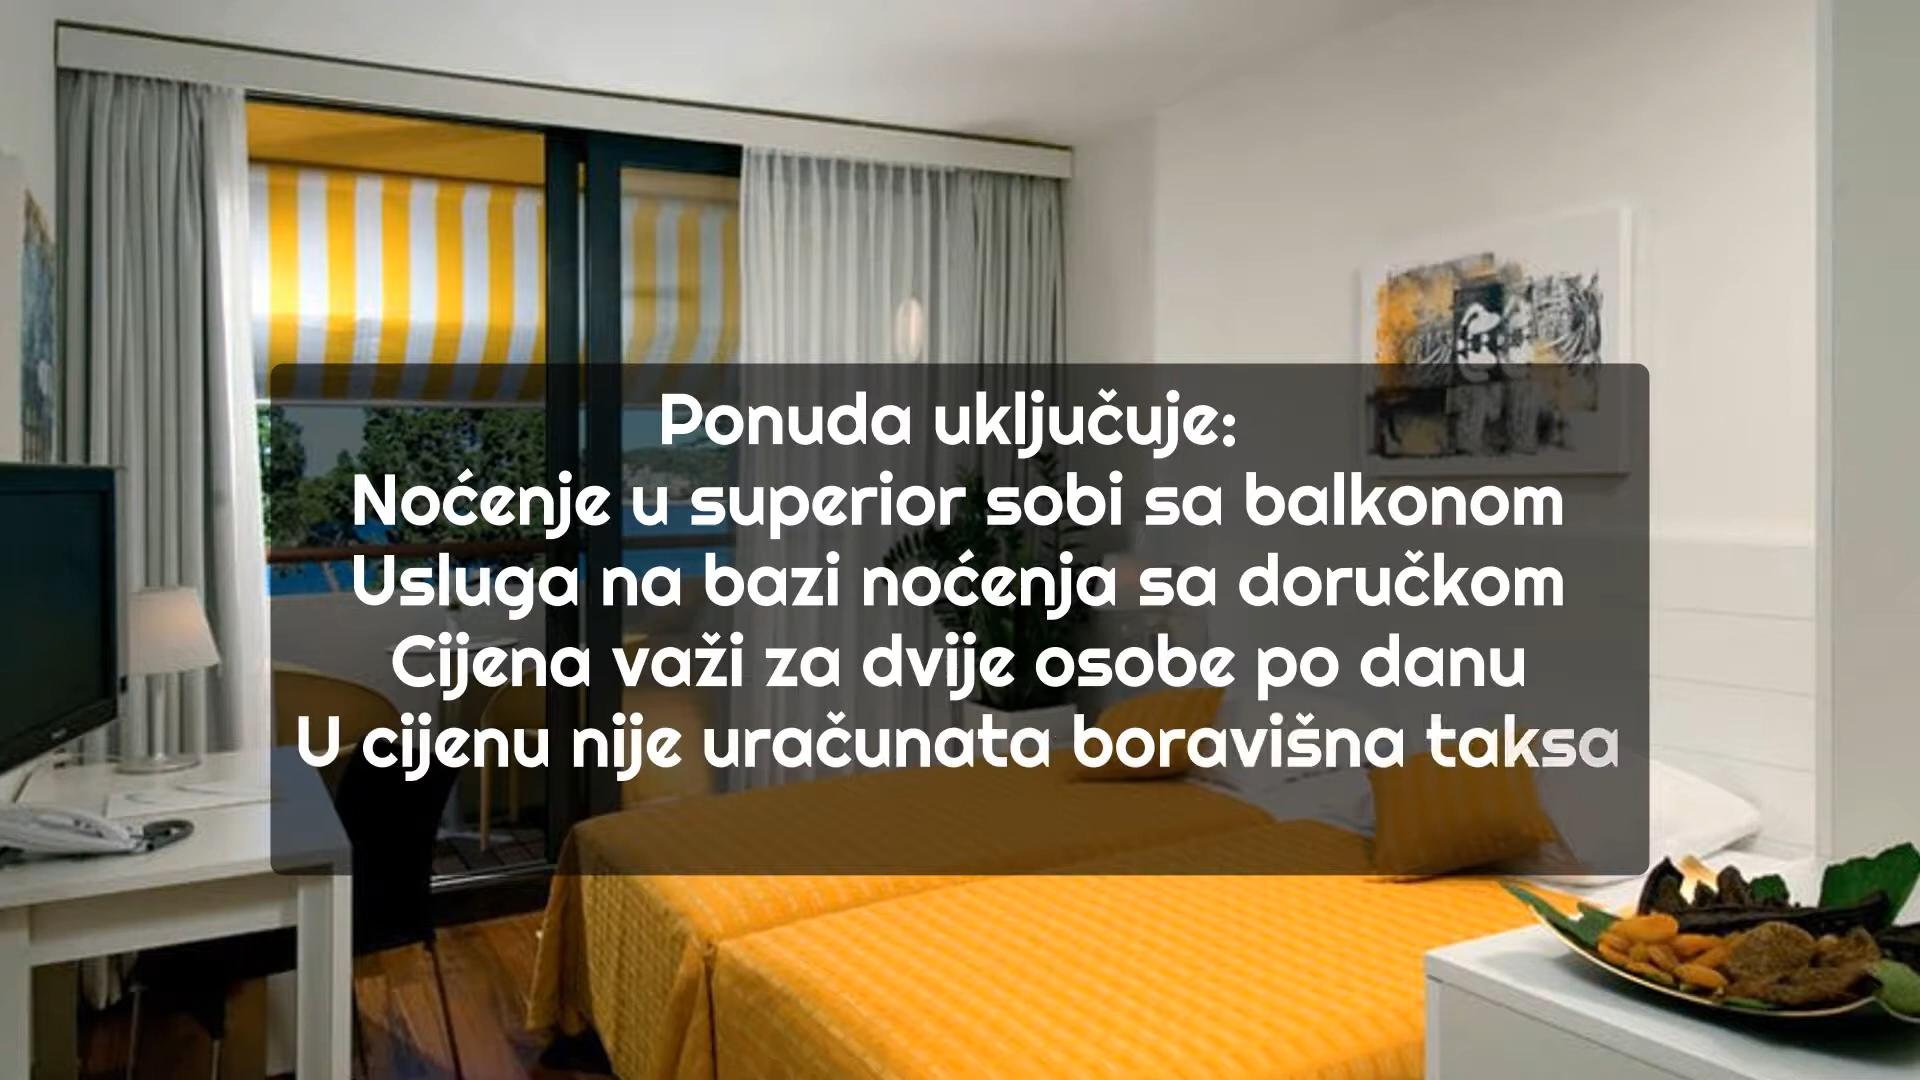 Ponuda uključuje:
Noćenje u superior sobi sa balkonom
Usluga na bazi noćenja sa doručkom
Cijena važi za dvije osobe po danu
U cijenu nije uračunata boravišna taksa